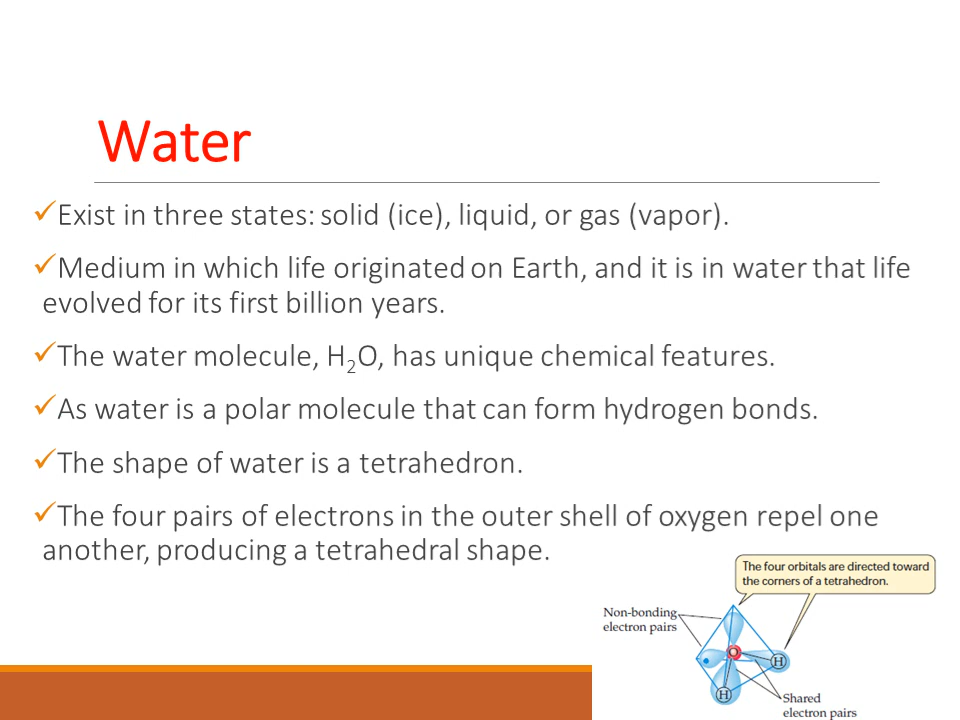 Water
✓Exist in three states: solid (ice), liquid, or gas (vapor).
✓Medium in which life originated on Earth, and it is in water that life
evolved for its first billion years.
✓The water molecule, H₂O, has unique chemical features.
✓As water is a polar molecule that can form hydrogen bonds.
✓The shape of water is a tetrahedron.
✓The four pairs of electrons in the outer shell of oxygen repel one
another, producing a tetrahedral shape.
The four orbitals are directed toward
the corners of a tetrahedron.
Non-bonding
electron pairs
O
H
H
Shared
electron pairs